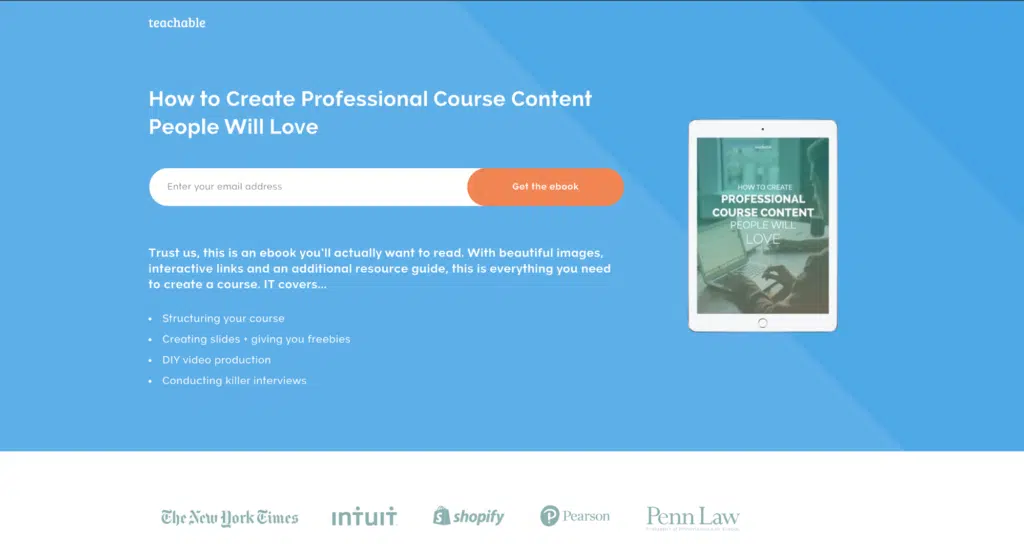 teachable
How to Create Professional Course Content
People Will Love
Enter your email address
Get the ebook
Trust us, this is an ebook you'll actually want to read. With beautiful images,
interactive links and an additional resource guide, this is everything you need
to create a course. IT covers...
• Structuring your course
• Creating slides + giving you freebies
• DIY video production
• Conducting killer interviews
HOW TO CREATE
PROFESSIONAL
COURSE CONTENT
PEOPLE WILL
LOVE
The New York Times
intuit
shopify
Pearson
Penn Law